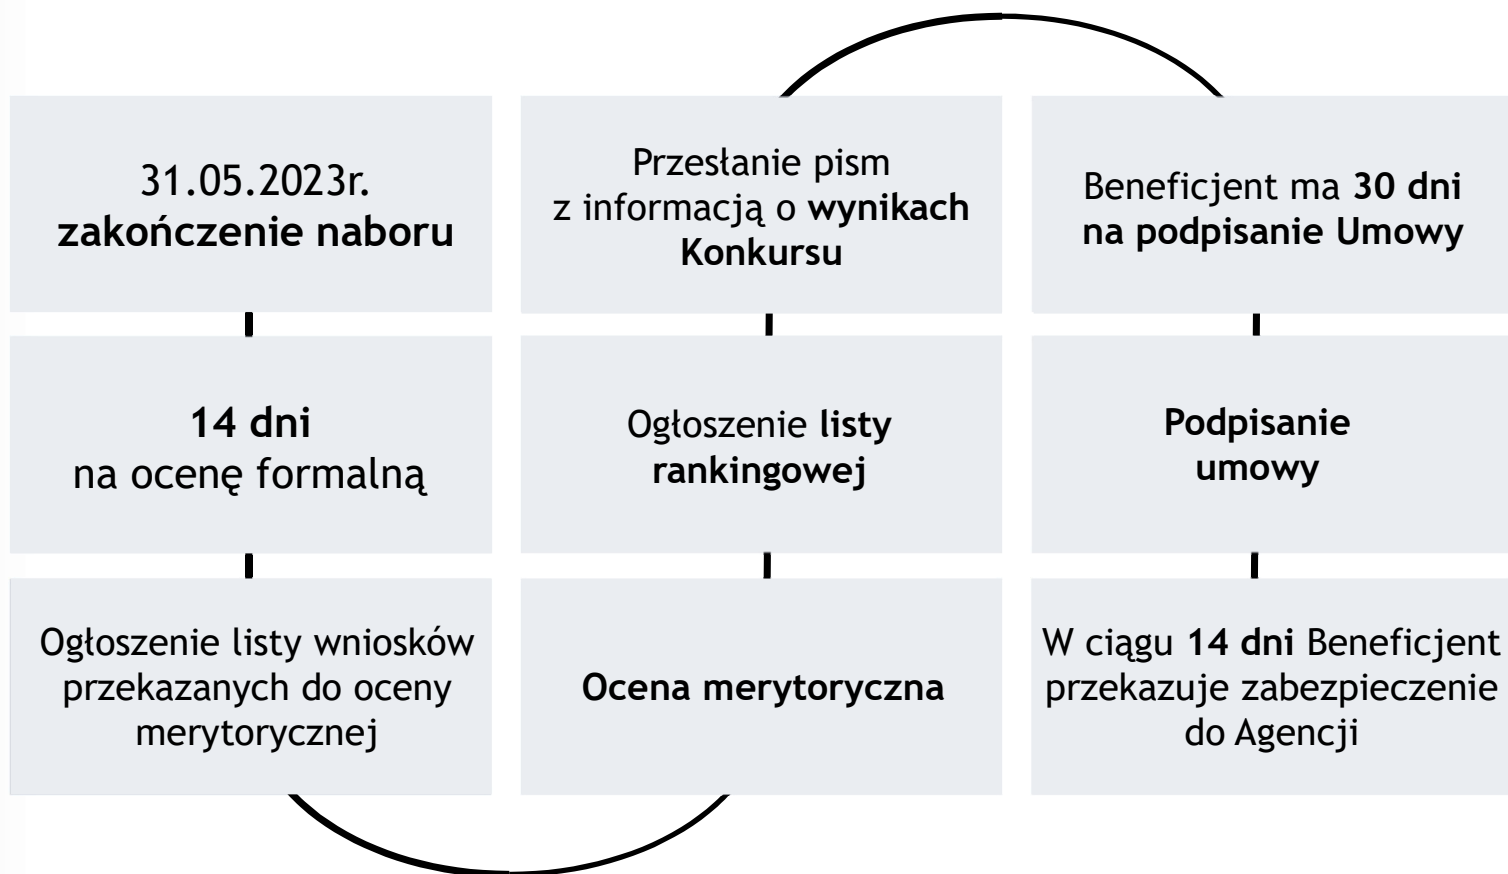 31.05.2023r.
zakończenie naboru
14 dni
na ocenę formalną
Ogłoszenie listy wniosków
przekazanych do oceny
merytorycznej
Ocena merytoryczna
Ogłoszenie listy
rankingowej
Przesłanie pism
z informacją o wynikach
Konkursu
Beneficjent ma 30 dni
na podpisanie Umowy
Podpisanie
umowy
W ciągu 14 dni Beneficjent
przekazuje zabezpieczenie
do Agencji